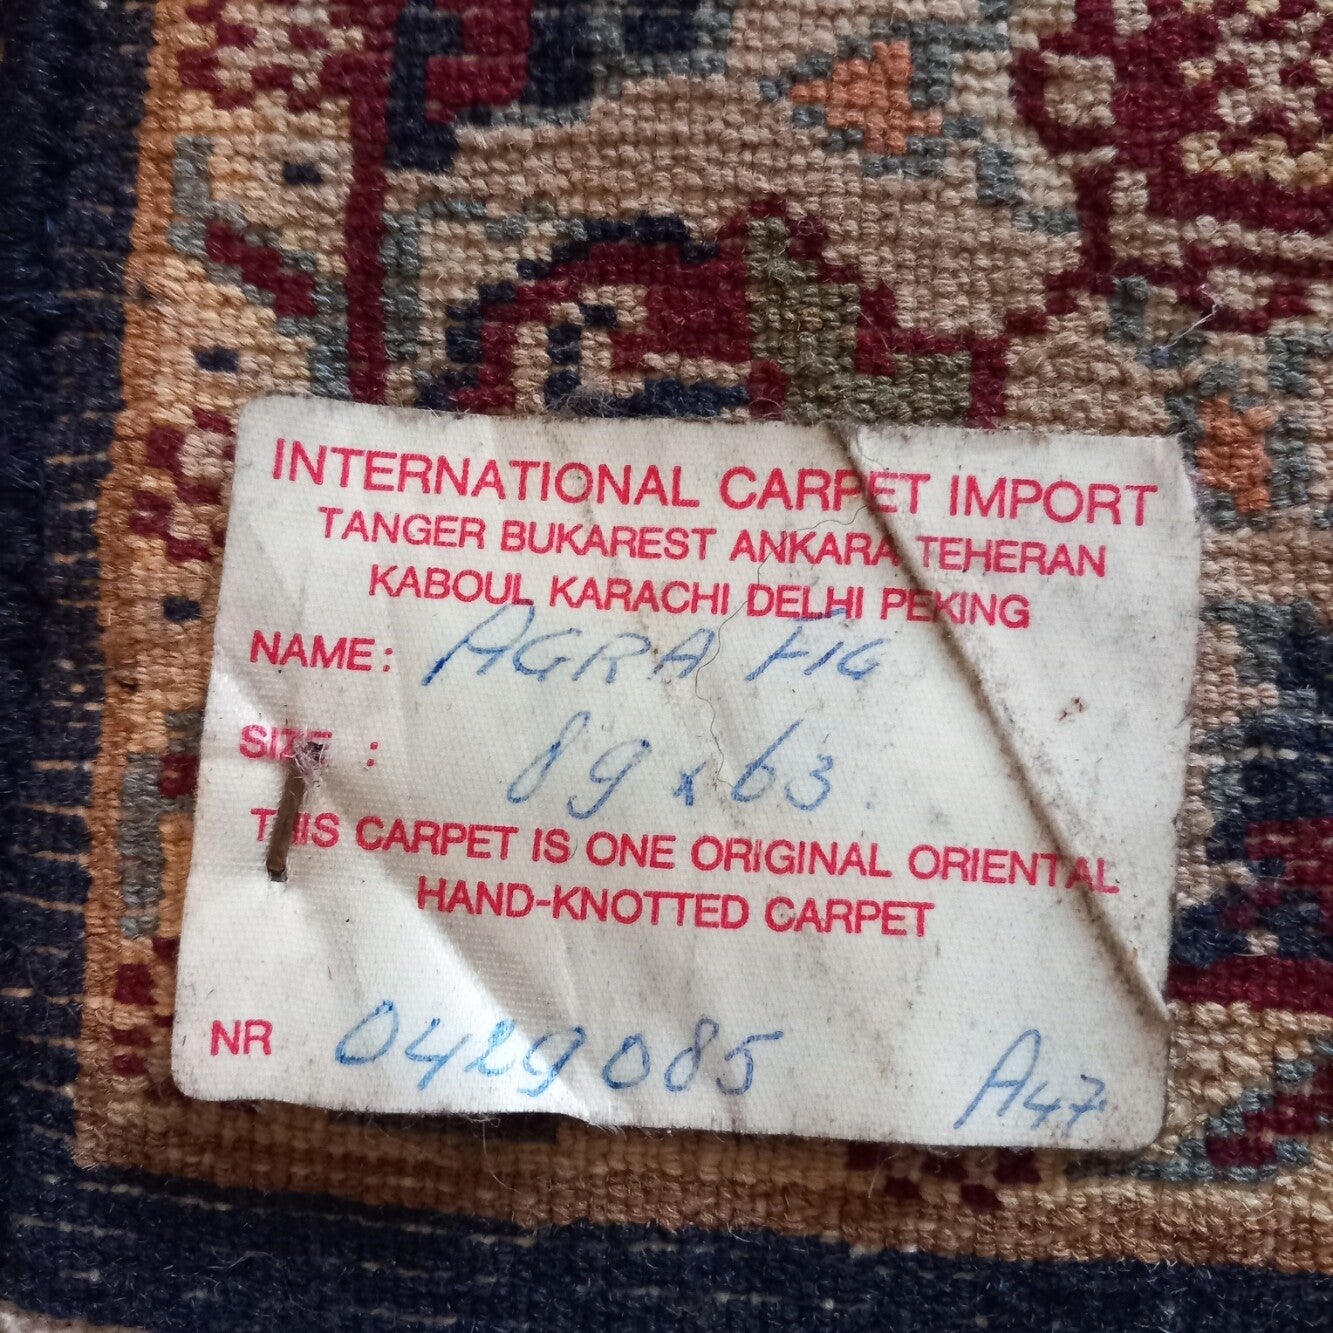 INTERNATIONAL CARPET IMPORT
TANGER BUKAREST ANKARA TEHERAN
KABOUL KARACHI DELHI PEKING
NAME: AGRA FIG
SIZE : 89 x 63
THIS CARPET IS ONE ORIGINAL ORIENTAL
HAND-KNOTTED CARPET
NR 0429085 A47